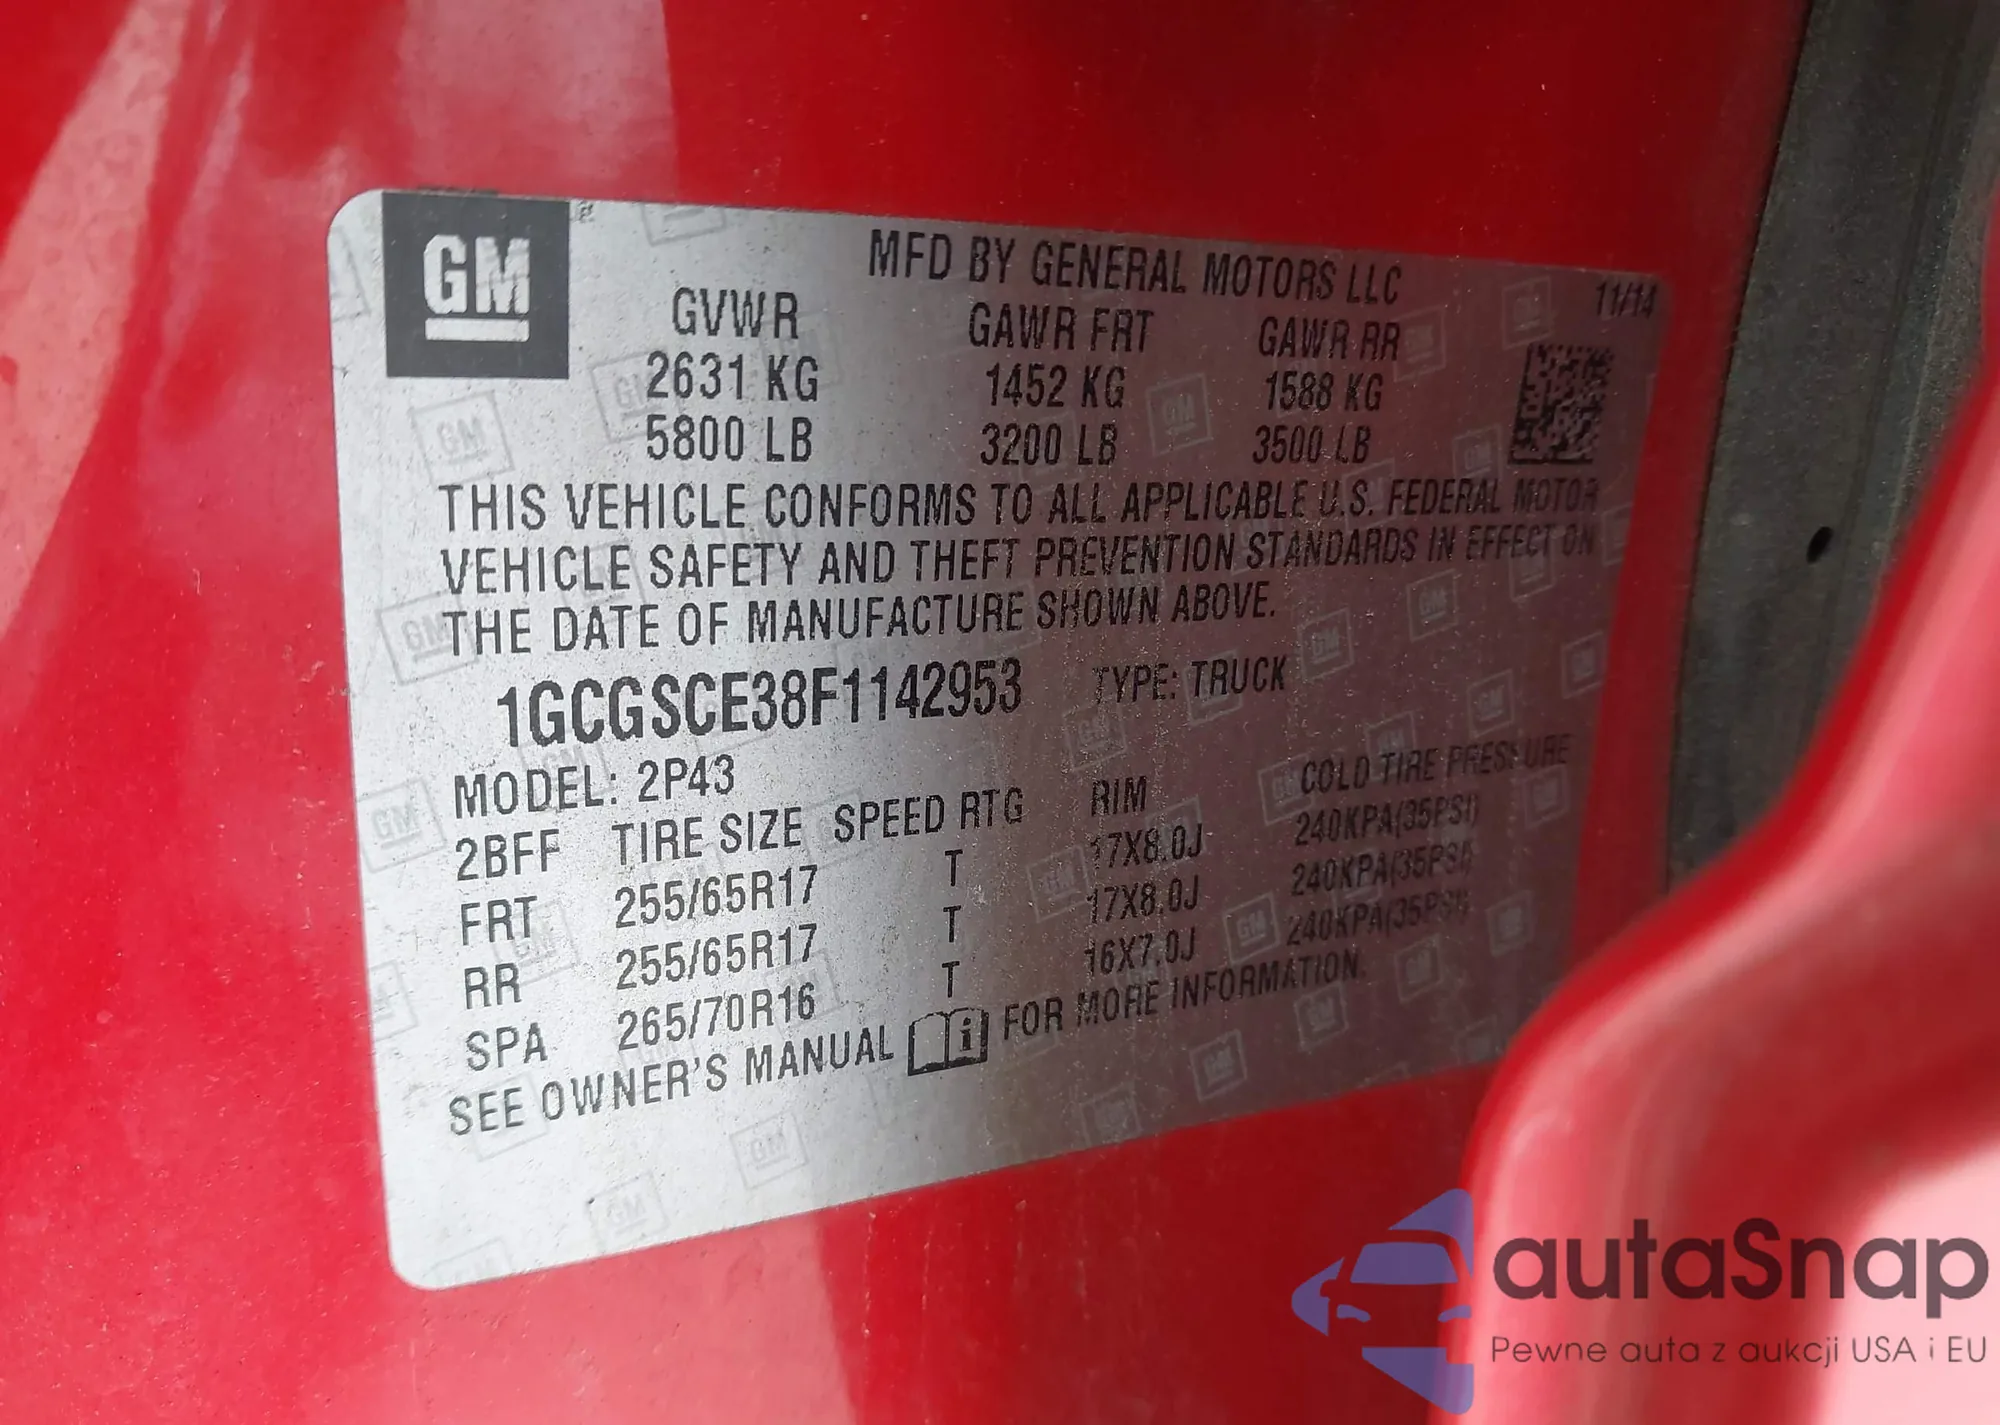 GM
MFD BY GENERAL MOTORS LLC
11/14
GVWR GAWR FRT GAWR RR
2631 KG 1452 KG 1588 KG
5800 LB 3200 LB 3500 LB
THIS VEHICLE CONFORMS TO ALL APPLICABLE U.S. FEDERAL MOTOR
VEHICLE SAFETY AND THEFT PREVENTION STANDARDS IN EFFECT ON
THE DATE OF MANUFACTURE SHOWN ABOVE.
1GCGSCE38F1142953 TYPE: TRUCK
MODEL: 2P43
2BFF TIRE SIZE SPEED RTG RIM COLD TIRE PRESSURE
FRT 255/65R17 T 17X8.0J 240KPA(35PSI)
RR 255/65R17 T 17X8.0J 240KPA(35PSI)
SPA 265/70R16 T 16X7.0J 240KPA(35PSI)
SEE OWNER'S MANUAL FOR MORE INFORMATION.
autaSnap
Pewne auta z aukcji USA i EU